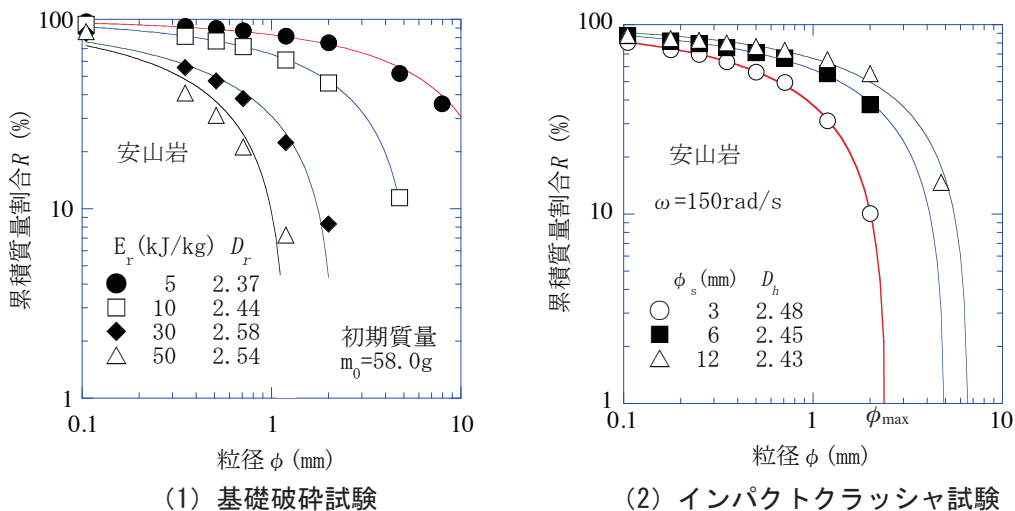 100
10
1
0.1
1
10
累積質量割合R (%)
粒径φ (mm)
安山岩
E_r(kJ/kg) D_r
5 2.37
10 2.44
30 2.58
50 2.54
初期質量
m_0=58.0g
(1) 基礎破砕試験
100
10
1
0.1
1
φmax
10
累積質量割合R (%)
粒径φ (mm)
安山岩
ω=150rad/s
φ_s(mm) D_h
3 2.48
6 2.45
12 2.43
(2) インパクトクラッシャ試験